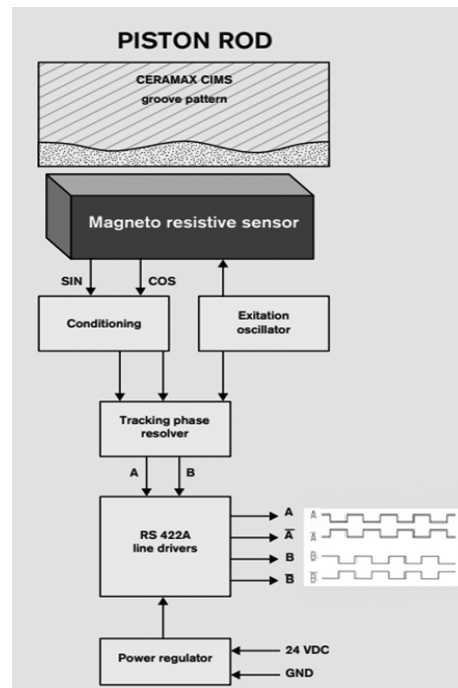 PISTON ROD
CERAMAX CIMS
groove pattern
Magneto resistive sensor
SIN
COS
Conditioning
Exitation
oscillator
Tracking phase
resolver
A
B
RS 422A
line drivers
A
A̅
B
B̅
A
A̅
B
B̅
Power regulator
24 VDC
GND